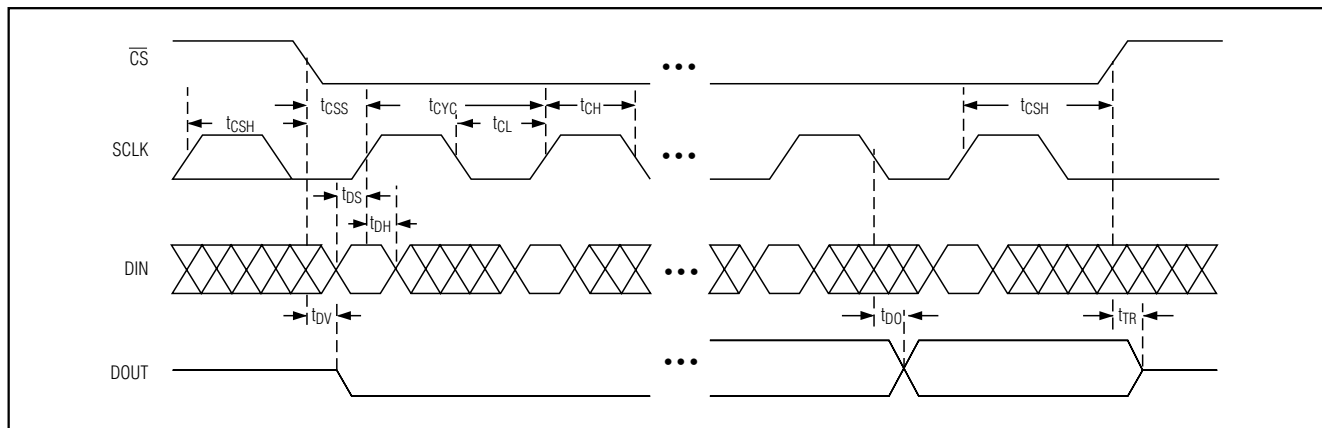 CS
•••
tCSS
tCYC
tCH
tCSH
tCSH
tCL
SCLK
•••
tDS
tDH
DIN
•••
tDV
tDO
tTR
DOUT
•••